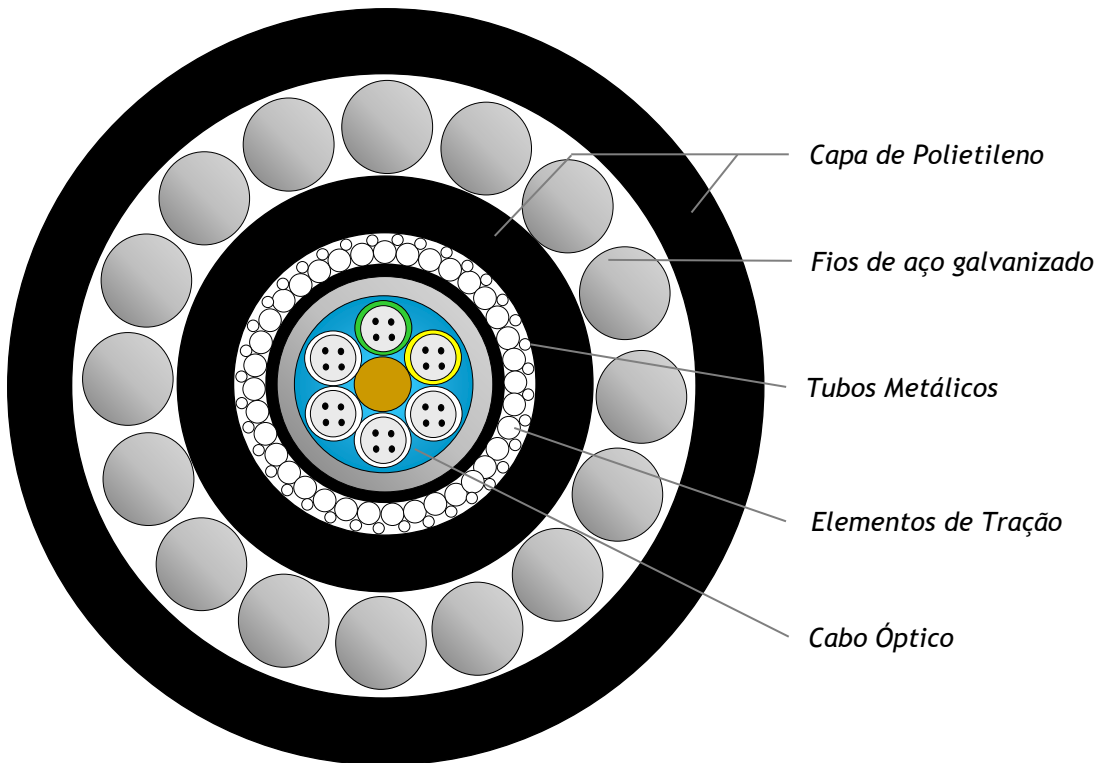 Capa de Polietileno
Fios de aço galvanizado
Tubos Metálicos
Elementos de Tração
Cabo Óptico